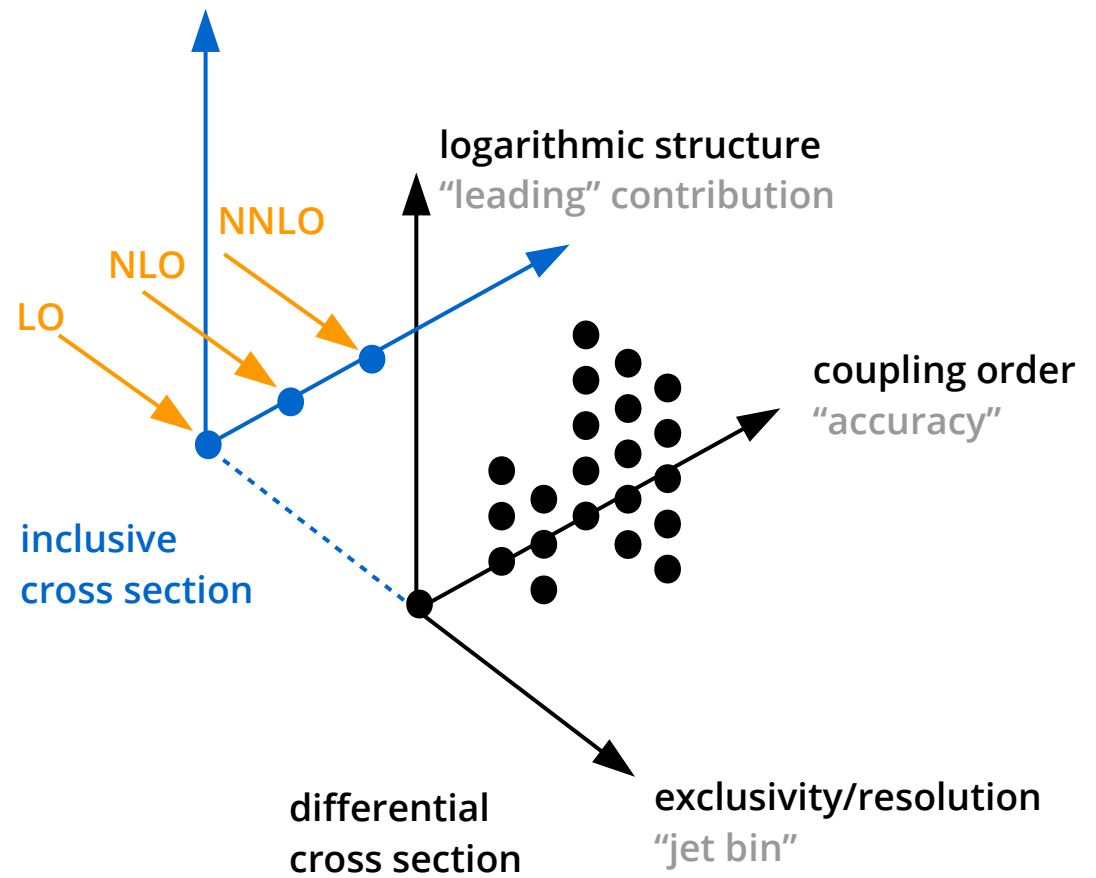 logarithmic structure
“leading” contribution
NNLO
NLO
LO
coupling order
“accuracy”
inclusive
cross section
differential
cross section
exclusivity/resolution
“jet bin”